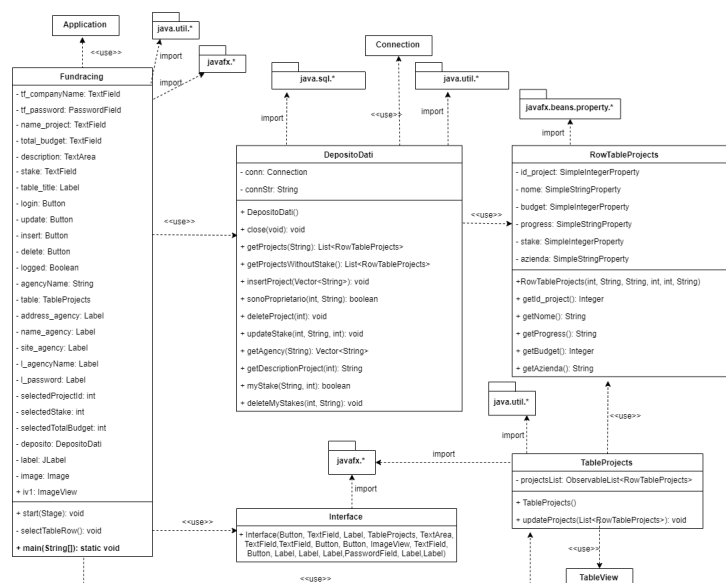 Application
java.util.*
<<use>>
import
javafx.*
import
Fundracing
- tf_companyName: TextField
- tf_password: PasswordField
- name_project: TextField
- total_budget: TextField
- description: TextArea
- stake: TextField
- table_title: Label
- login: Button
- update: Button
- insert: Button
- delete: Button
- logged: Boolean
- agencyName: String
- table: TableProjects
- address_agency: Label
- name_agency: Label
- site_agency: Label
- l_agencyName: Label
- l_password: Label
- selectedProjectId: int
- selectedStake: int
- selectedTotalBudget: int
- deposito: DepositoDati
- label: JLabel
- image: Image
+ iv1: ImageView
+ start(Stage): void
- selectTableRow(): void
+ main(String[]): static void
<<use>>
Connection
java.sql.*
java.util.*
import
<<use>>
import
DepositoDati
- conn: Connection
- connStr: String
+ DepositoDati()
+ close(void): void
+ getProjects(String): List<RowTableProjects>
+ getProjectsWithoutStake(): List<RowTableProjects>
+ insertProject(Vector<String>): void
+ sonoProprietario(int, String): boolean
+ deleteProject(int): void
+ updateStake(int, String, int): void
+ getAgency(String): Vector<String>
+ getDescriptionProject(int): String
+ myStake(String, int): boolean
+ deleteMyStakes(int, String): void
<<use>>
javafx.beans.property.*
import
RowTableProjects
- id_project: SimpleIntegerProperty
- nome: SimpleStringProperty
- budget: SimpleIntegerProperty
- progress: SimpleStringProperty
- stake: SimpleIntegerProperty
- azienda: SimpleStringProperty
+RowTableProjects(int, String, String, int, int, String)
+ getId_project(): Integer
+ getNome(): String
+ getProgress(): String
+ getBudget(): Integer
+ getAzienda(): String
java.util.*
<<use>>
import
javafx.*
import
import
TableProjects
- projectsList: ObservableList<RowTableProjects>
+ TableProjects()
+ updateProjects(List<RowTableProjects>): void
<<use>>
Interface
+ Interface(Button, TextField, Label, TableProjects, TextArea,
TextField,TextField, Button, Button, ImageView, TextField,
Button, Label, Label, Label,PasswordField, Label,Label)
<<use>>
<<use>>
TableView